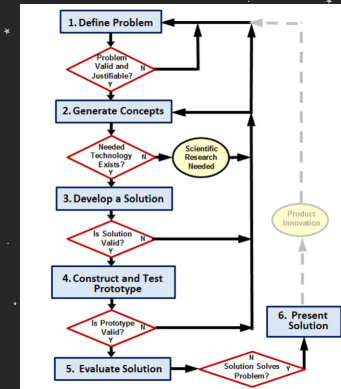 1. Define Problem
Problem
Valid and
Justifiable?
N
Y
2. Generate Concepts
Needed
Technology
Exists?
N
Y
Scientific
Research
Needed
3. Develop a Solution
Is Solution
Valid?
N
Y
Product
Innovation
4. Construct and Test
Prototype
Is Prototype
Valid?
N
Y
6. Present
Solution
5. Evaluate Solution
N
Solution Solves
Problem?
Y